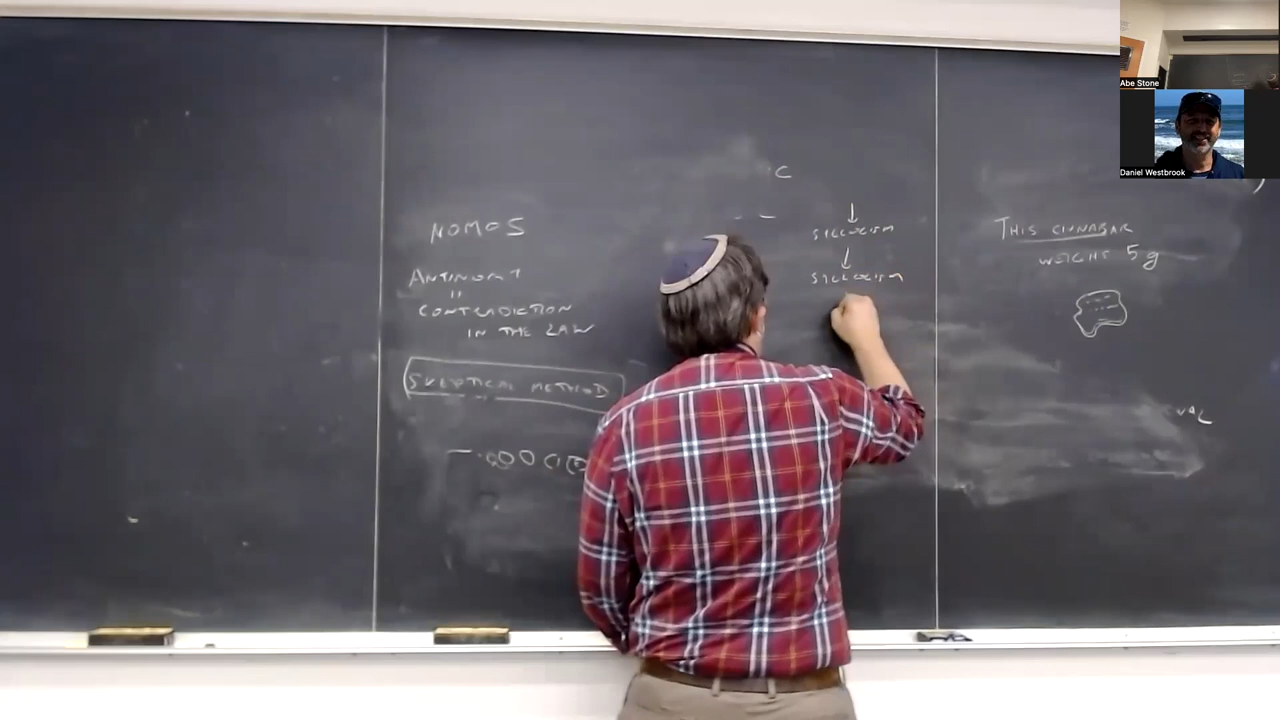 NOMOS
ANTINOMY
"
CONTRADICTION
IN THE LAW
SKEPTICAL METHOD
C
↓
SYLLOGISM
↓
SYLLOGISM
THIS CINNABAR
WEIGHS 5g
Abe Stone
Daniel Westbrook